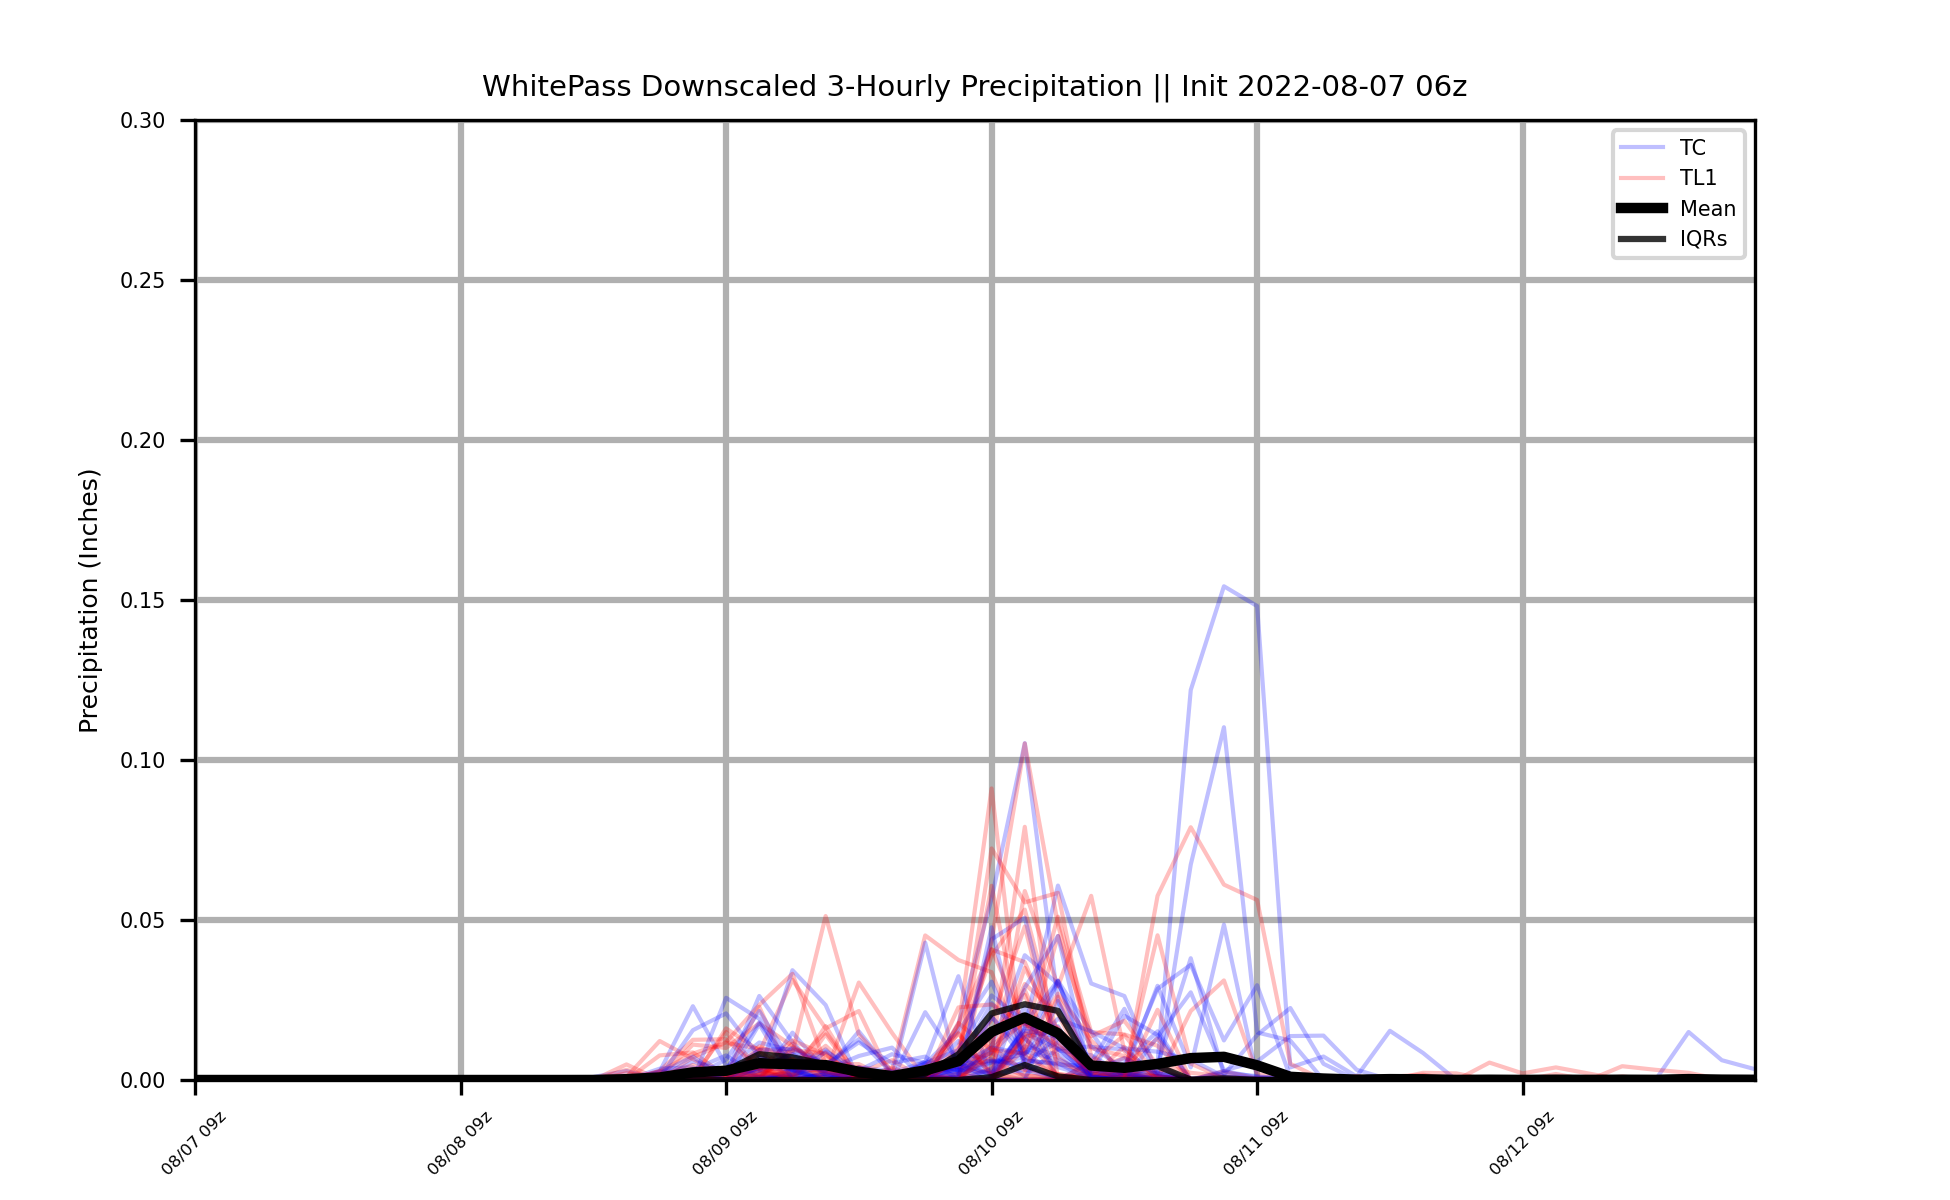 WhitePass Downscaled 3-Hourly Precipitation || Init 2022-08-07 06z
TC
TL1
Mean
IQRs
Precipitation (Inches)
0.30
0.25
0.20
0.15
0.10
0.05
0.00
08/07 09z
08/08 09z
08/09 09z
08/10 09z
08/11 09z
08/12 09z